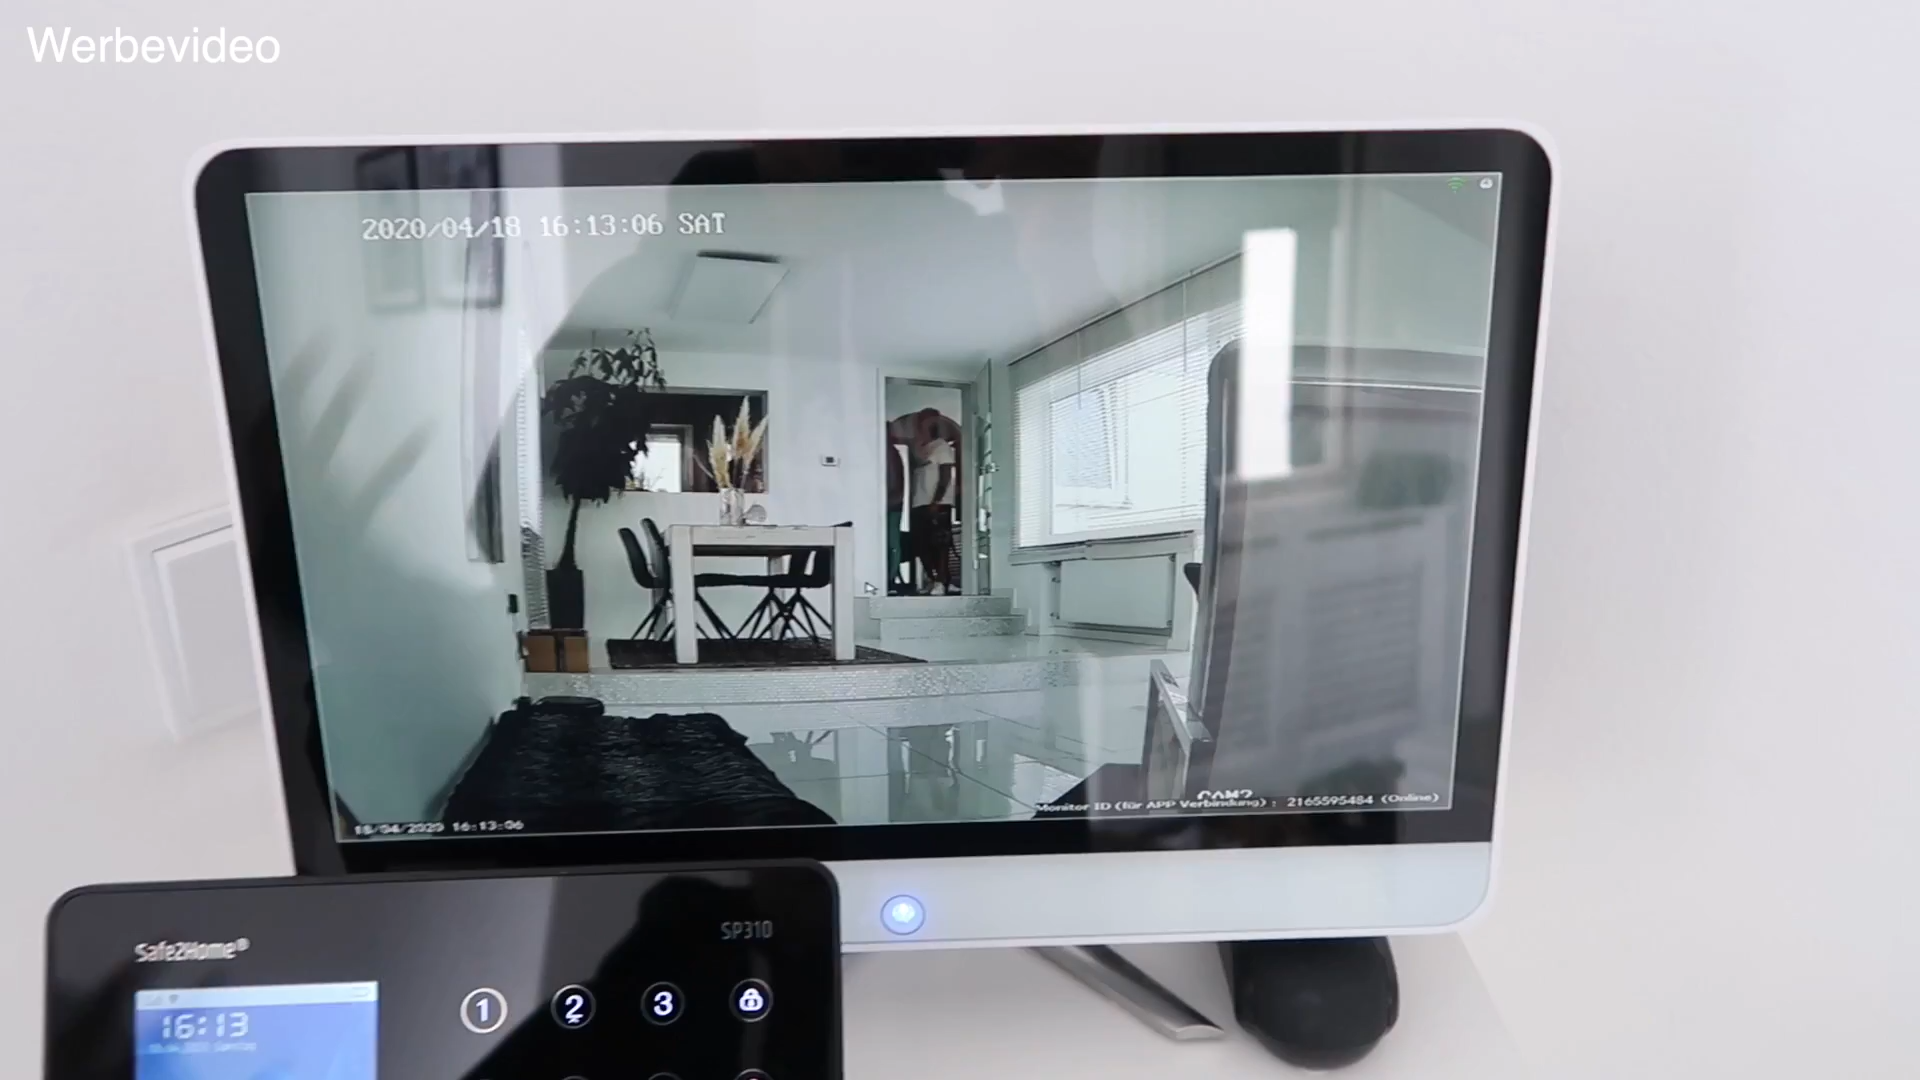 Werbevideo
2020/04/18 16:13:06 SAT
CAM2
Monitor ID (für APP Verbindung) : 2165595484 (Online)
18/04/2020 16:13:06
Safe2Home®
SP310
1 2 3
16:13